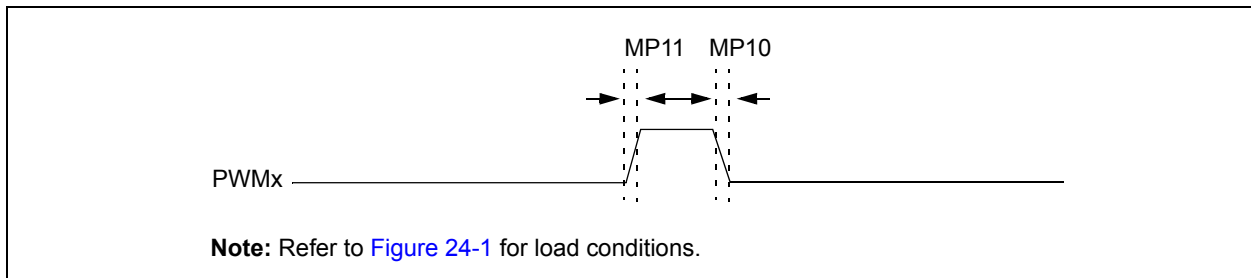 MP11 MP10
PWMx
Note: Refer to Figure 24-1 for load conditions.